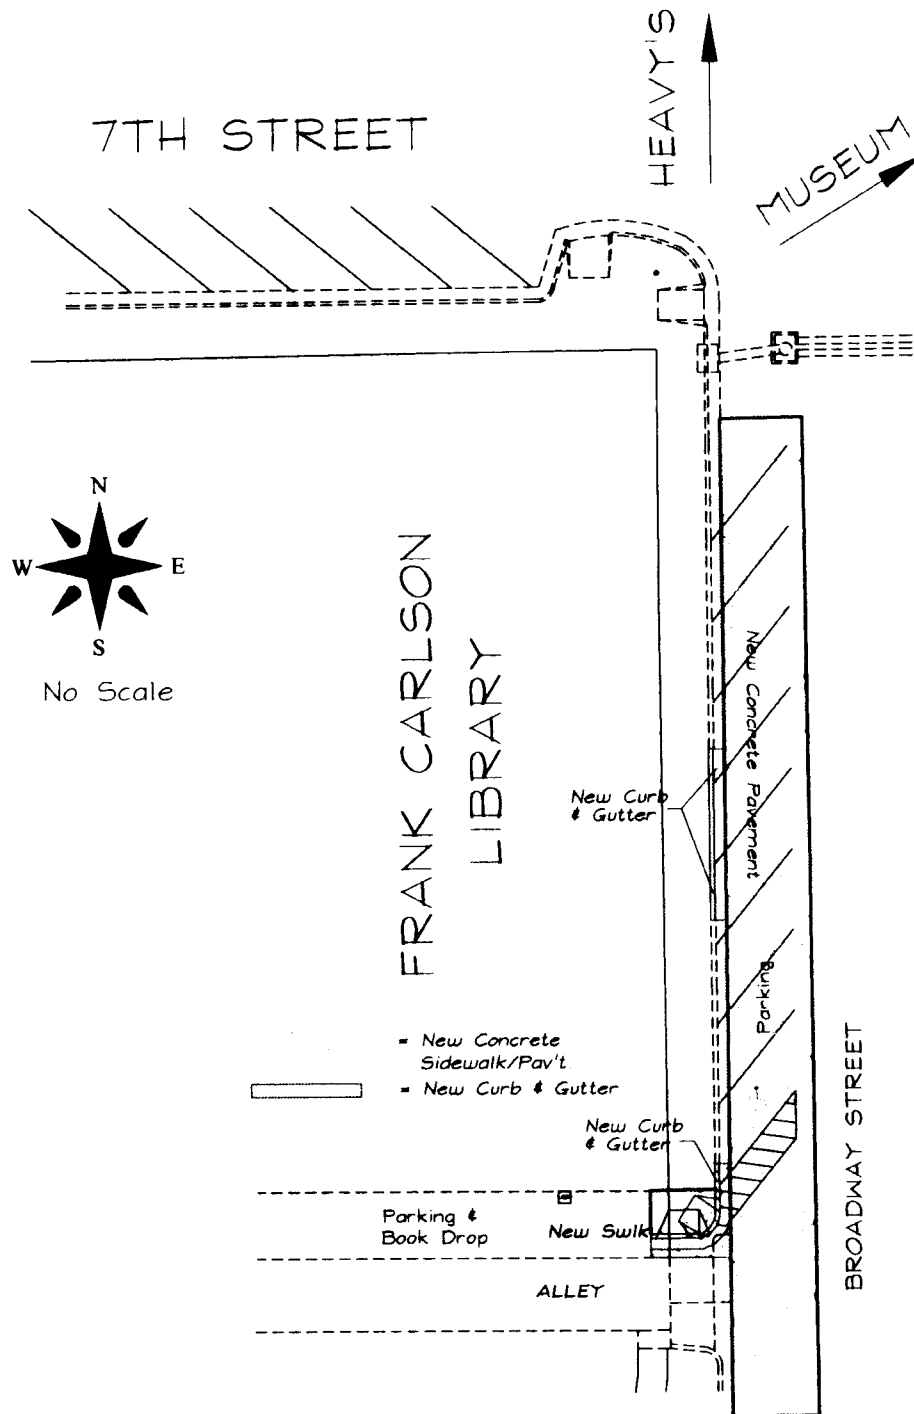 HEAVY'S
7TH STREET
MUSEUM
N
W
E
S
No Scale
FRANK CARLSON
LIBRARY
New Concrete Pavement
New Curb
& Gutter
Parking
= New Concrete
Sidewalk/Pav't
= New Curb & Gutter
New Curb
& Gutter
BROADWAY STREET
Parking &
Book Drop
New Swlk
ALLEY